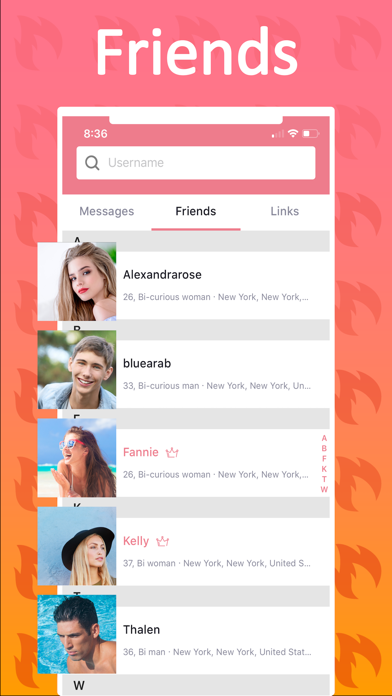 Friends
8:36
Username
Messages Friends Links
A
Alexandrarose
26, Bi-curious woman · New York, New York,...
B
bluearab
33, Bi-curious man · New York, New York, Un...
F
Fannie
26, Bi-curious woman · New York, New York,...
A
B
F
K
T
W
K
Kelly
37, Bi woman · New York, New York, United S...
T
Thalen
36, Bi man · New York, New York, United Stat...
W